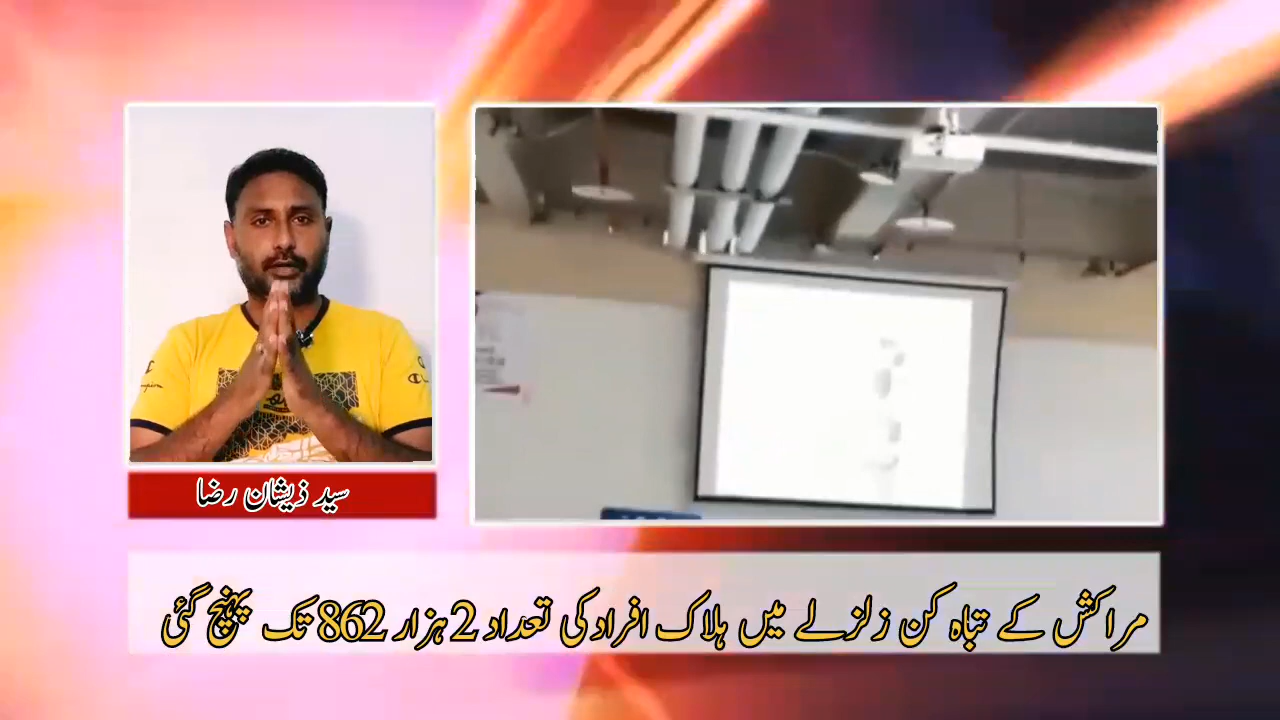 سید ذیشان رضا
مراکش کے تباہ کن زلزلے میں ہلاک افراد کی تعداد 2 ہزار 862 تک پہنچ گئی